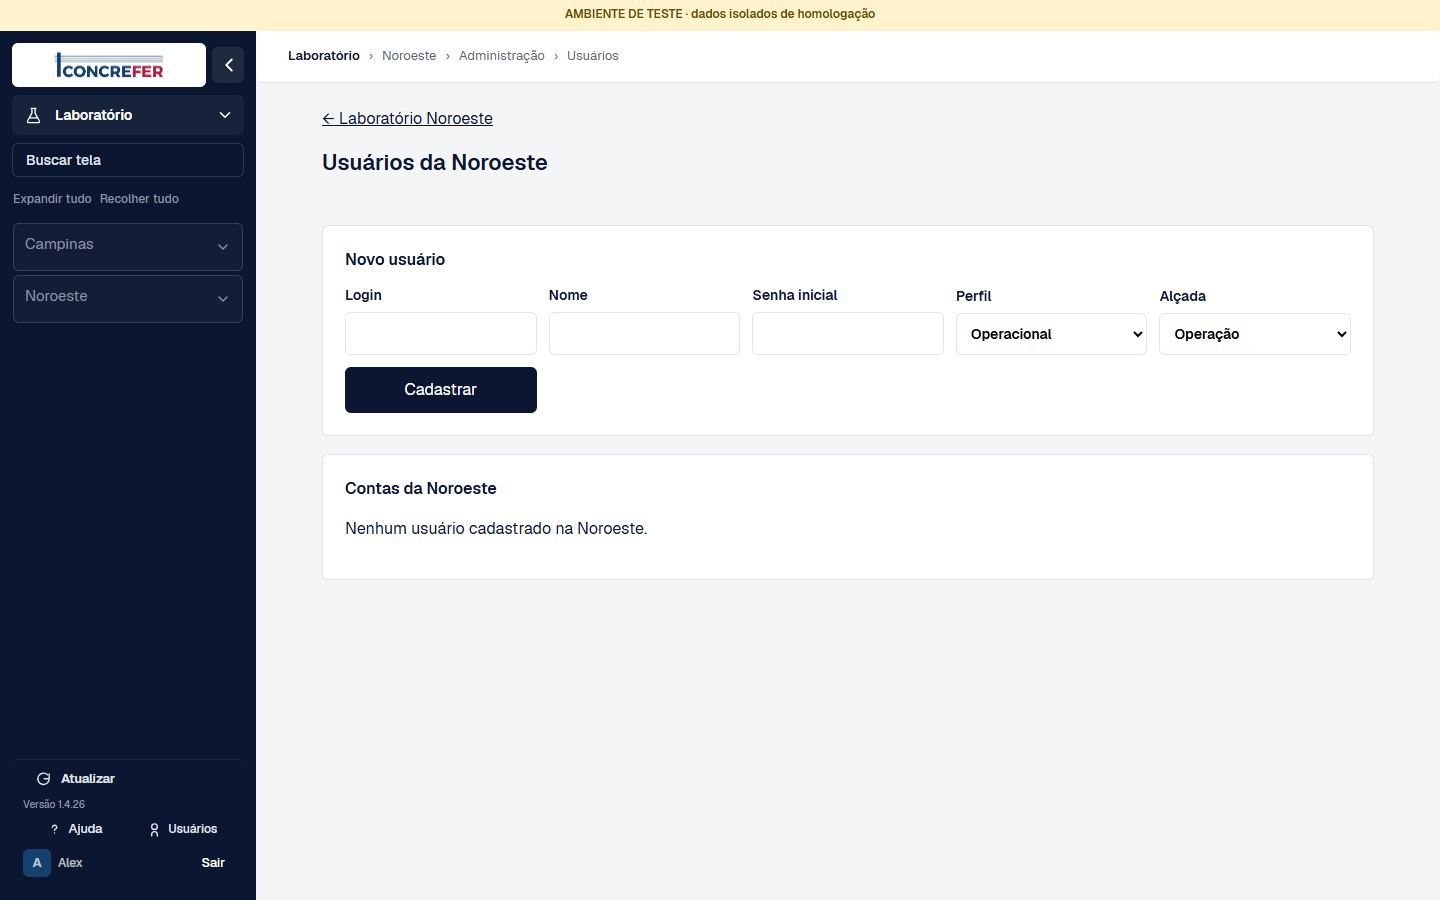 AMBIENTE DE TESTE · dados isolados de homologação
CONCREFER
Laboratório
Buscar tela
Expandir tudo Recolher tudo
Campinas
Noroeste
Atualizar
Versão 1.4.26
? Ajuda
Usuários
A Alex
Sair
Laboratório › Noroeste › Administração › Usuários
← Laboratório Noroeste
Usuários da Noroeste
Novo usuário
Login
Nome
Senha inicial
Perfil
Alçada
Operacional
Operação
Cadastrar
Contas da Noroeste
Nenhum usuário cadastrado na Noroeste.